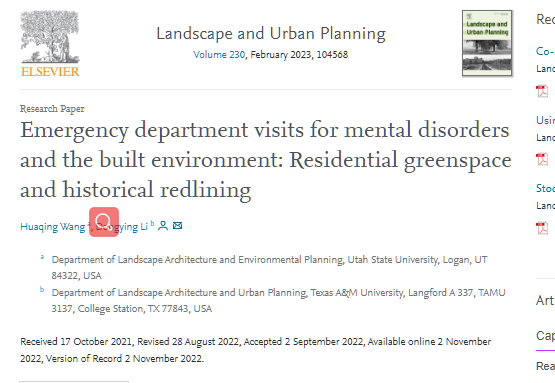 Landscape and Urban Planning
Volume 230, February 2023, 104568
ELSEVIER
Landscape and Urban Planning
Research Paper
Emergency department visits for mental disorders
and the built environment: Residential greenspace
and historical redlining
Huaqing Wang a, Dongying Li b
a Department of Landscape Architecture and Environmental Planning, Utah State University, Logan, UT
84322, USA
b Department of Landscape Architecture and Urban Planning, Texas A&M University, Langford A 337, TAMU
3137, College Station, TX 77843, USA
Received 17 October 2021, Revised 28 August 2022, Accepted 2 September 2022, Available online 2 November
2022, Version of Record 2 November 2022.
Rec
Co-
Land
Usin
Land
Stoc
Land
Art
Cap
Rea